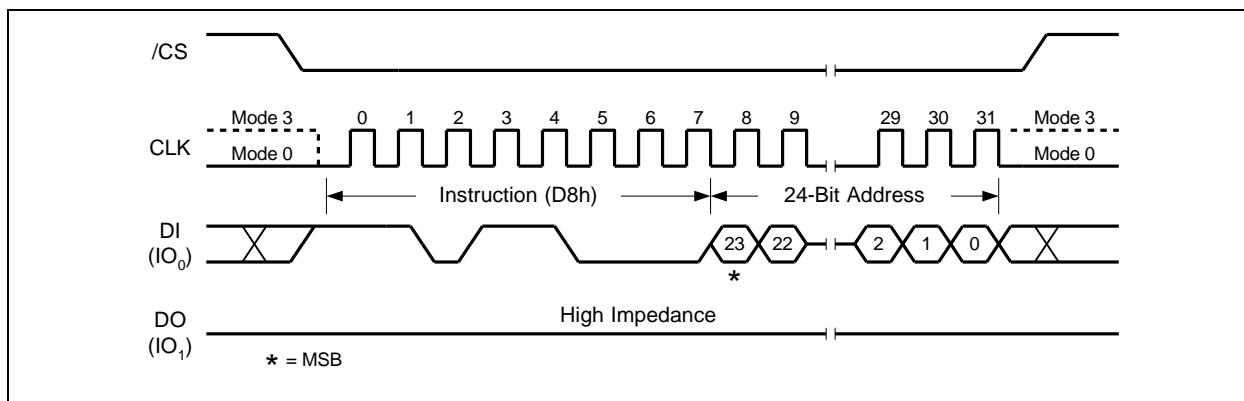 /CS
Mode 3 0 1 2 3 4 5 6 7 8 9 29 30 31 Mode 3
CLK
Mode 0 Mode 0
Instruction (D8h) 24-Bit Address
DI
(IO₀) 23 22 2 1 0
*
DO High Impedance
(IO₁)
* = MSB